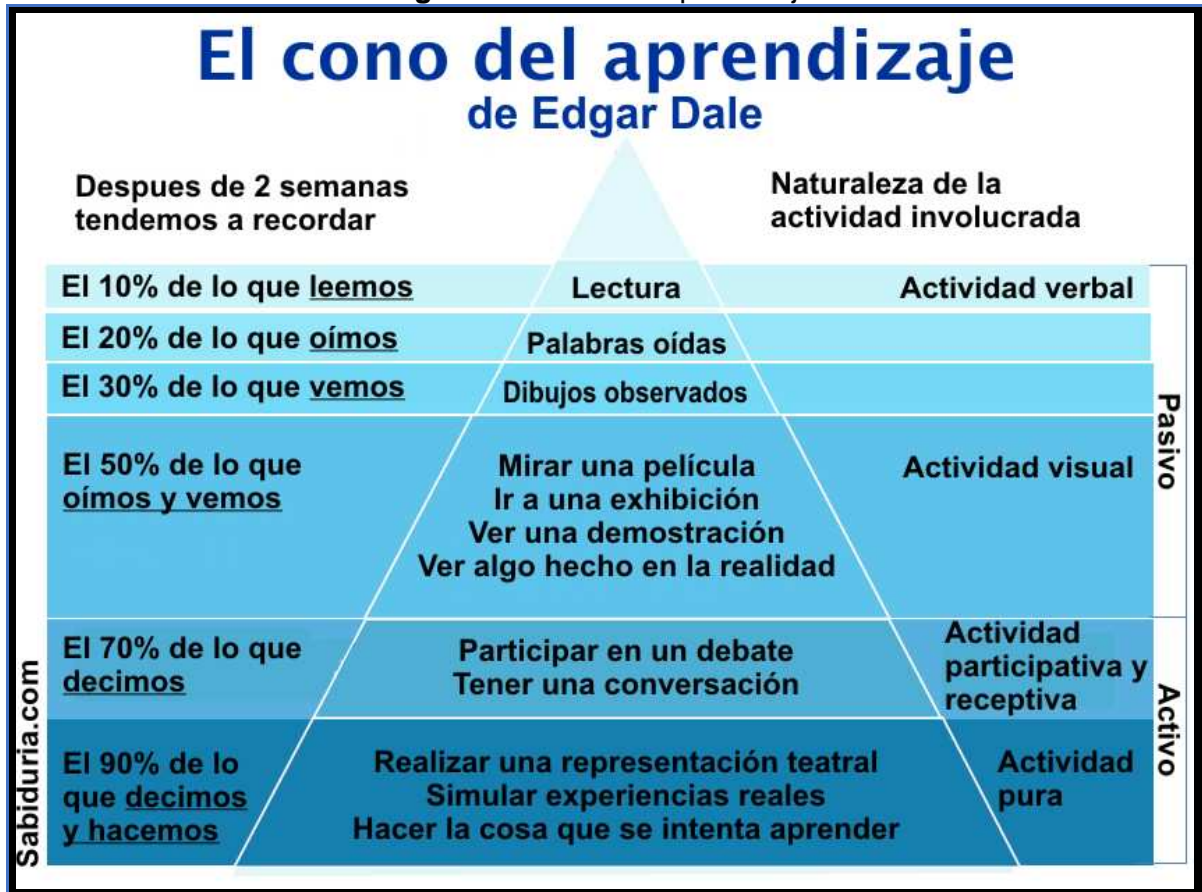 El cono del aprendizaje
de Edgar Dale
Despues de 2 semanas
tendemos a recordar
Naturaleza de la
actividad involucrada
El 10% de lo que leemos
Lectura
Actividad verbal
El 20% de lo que oímos
Palabras oídas
El 30% de lo que vemos
Dibujos observados
El 50% de lo que
oímos y vemos
Mirar una película
Ir a una exhibición
Ver una demostración
Ver algo hecho en la realidad
Actividad visual
Pasivo
El 70% de lo que
decimos
Participar en un debate
Tener una conversación
Actividad
participativa y
receptiva
El 90% de lo
que decimos
y hacemos
Realizar una representación teatral
Simular experiencias reales
Hacer la cosa que se intenta aprender
Actividad
pura
Activo
Sabiduria.com